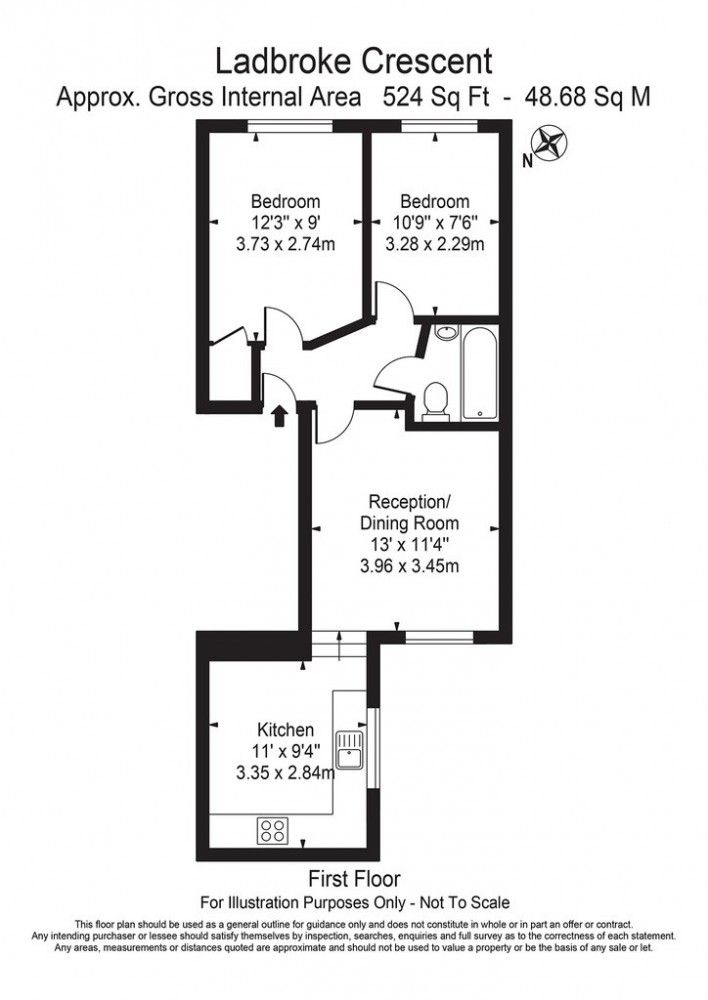 Ladbroke Crescent
Approx. Gross Internal Area 524 Sq Ft - 48.68 Sq M
N
Bedroom
12'3" x 9'
3.73 x 2.74m
Bedroom
10'9" x 7'6"
3.28 x 2.29m
Reception/
Dining Room
13' x 11'4"
3.96 x 3.45m
Kitchen
11' x 9'4"
3.35 x 2.84m
First Floor
For Illustration Purposes Only - Not To Scale
This floor plan should be used as a general outline for guidance only and does not constitute in whole or in part an offer or contract.
Any intending purchaser or lessee should satisfy themselves by inspection, searches, enquiries and full survey as to the correctness of each statement.
Any areas, measurements or distances quoted are approximate and should not be used to value a property or be the basis of any sale or let.